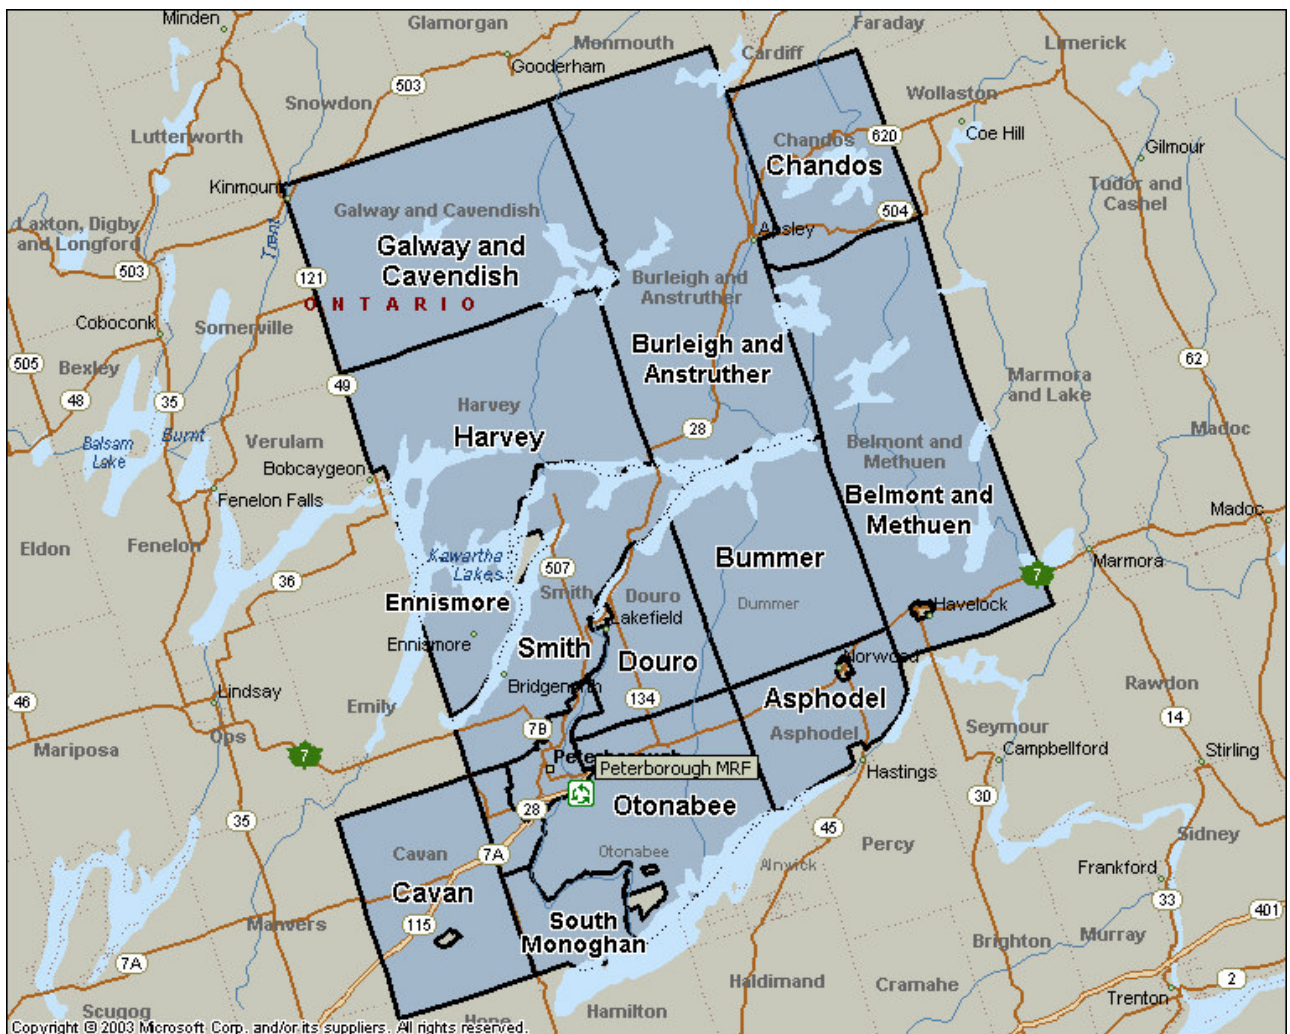 Minden
Glamorgan
Faraday
Monmouth
Cardiff
Limerick
Gooderham
503
Wollaston
Snowdon
Lutterworth
Chandos
620
Coe Hill
Chandos
Gilmour
Kinmount
Tudor and
Cashel
Galway and Cavendish
504
Laxton, Digby
and Longford
Trent
Galway and
Cavendish
Apsley
503
121
Burleigh and
Anstruther
ONTARIO
Coboconk
Somerville
Burleigh and
Anstruther
505
Bexley
49
62
Marmora
and Lake
48
35
Harvey
Harvey
28
Madoc
Balsam
Lake
Burnt
Verulam
Belmont and
Methuen
Bobcaygeon
Fenelon Falls
Belmont and
Methuen
Madoc
Eldon
Fenelon
Kawartha
Lakes
507
Bummer
Marmora
7
36
Smith
Douro
Dummer
Ennismore
Havelock
Lakefield
Ennismore
Smith
Douro
Norwood
Bridgenorth
Asphodel
Rawdon
46
Lindsay
Emily
134
14
Mariposa
Ops
7B
Asphodel
Seymour
7
Peterborough
Peterborough MRF
Hastings
Campbellford
Stirling
Otonabee
28
30
35
45
Sidney
Cavan
7A
Otonabee
Alnwick
Percy
Frankford
Cavan
33
115
South
Monoghan
401
Manvers
Brighton
Murray
7A
Haldimand
Cramahe
2
Trenton
Scugog
Hope
Hamilton
Copyright © 2003 Microsoft Corp. and/or its suppliers. All rights reserved.